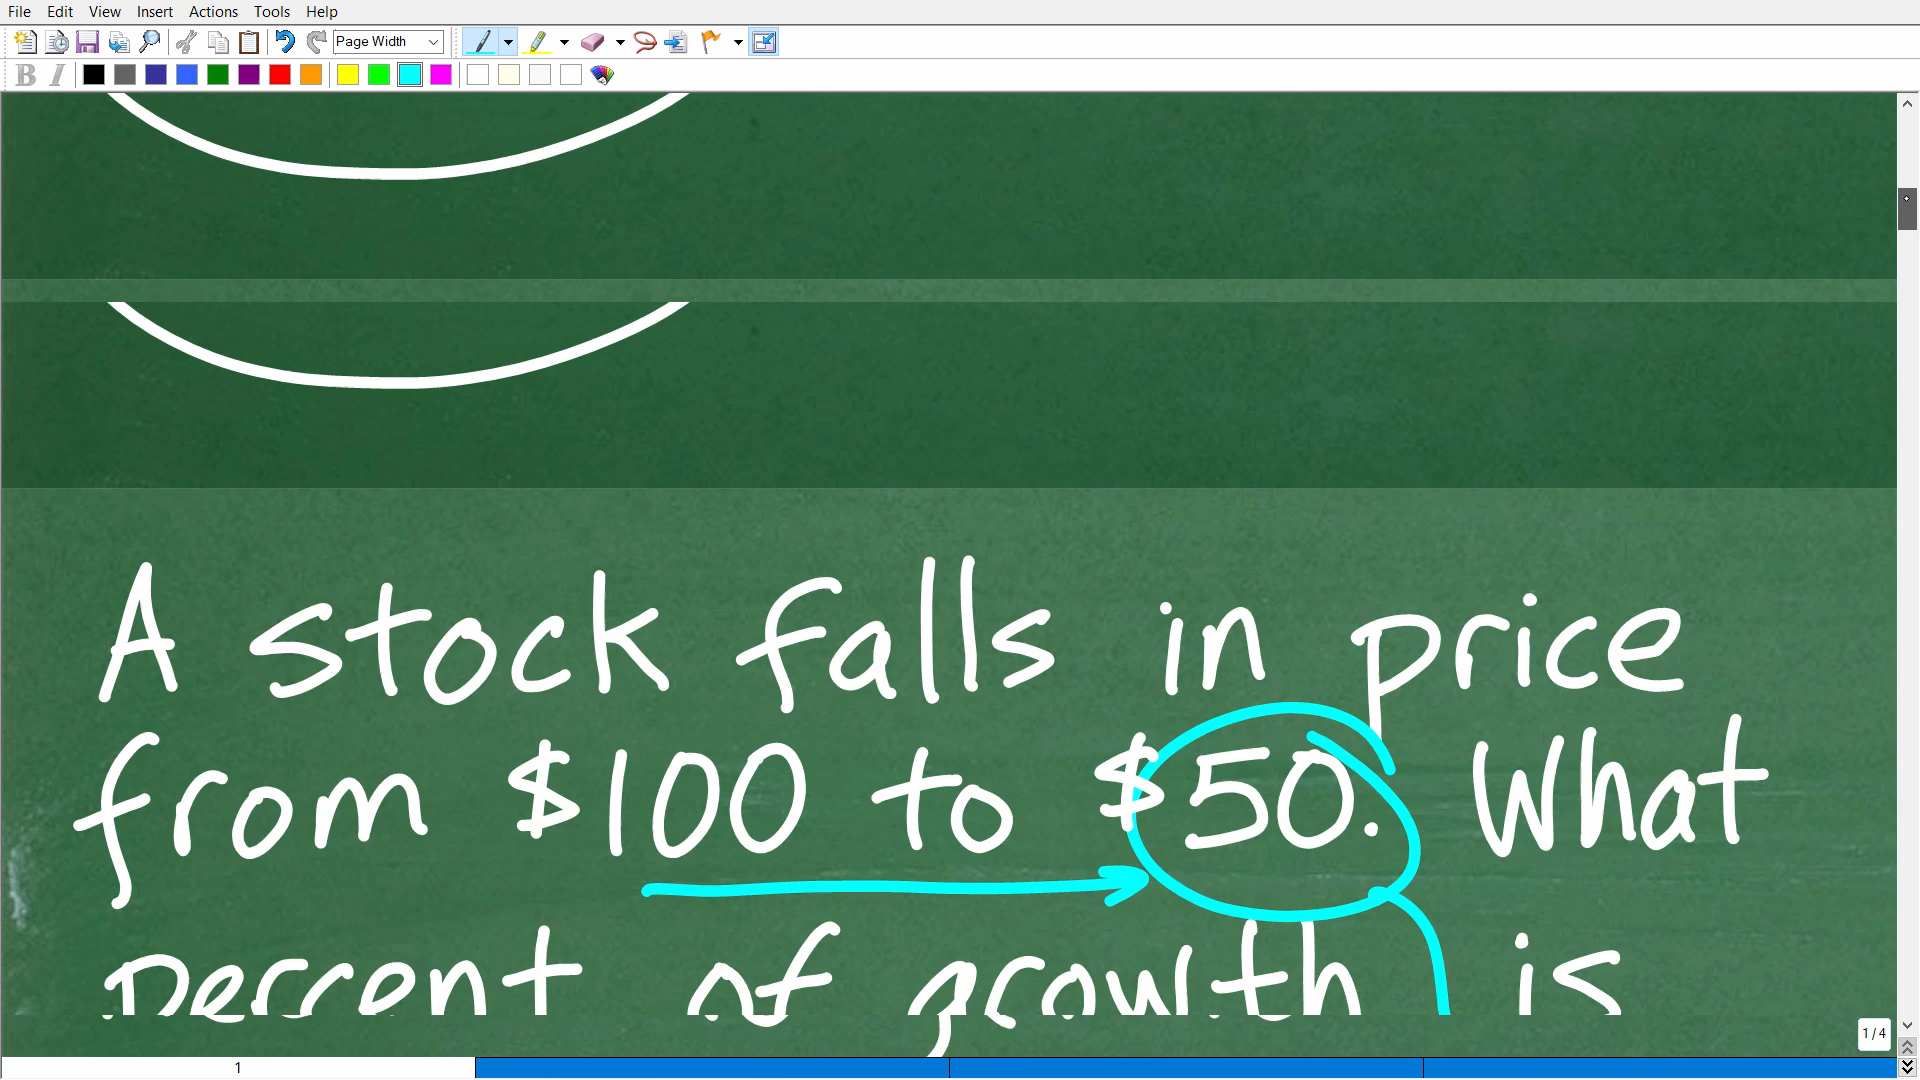 File Edit View Insert Actions Tools Help
Page Width
B I
A stock falls in price
from $100 to $50. What
percent of growth is
1 / 4
1